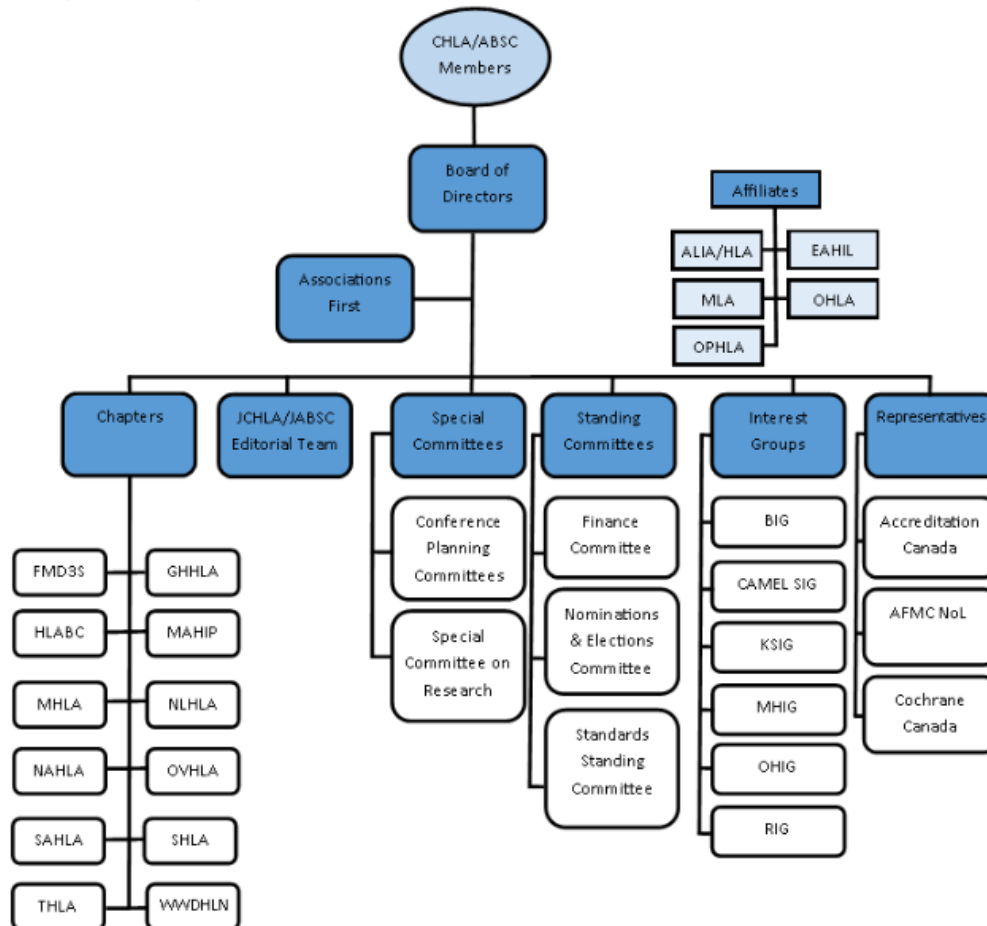 CHLA/ABSC
Members
Board of
Directors
Affiliates
ALIA/HLA
EAHIL
MLA
OHLA
OPHLA
Associations
First
Chapters
JCHLA/JABSC
Editorial Team
Special
Committees
Standing
Committees
Interest
Groups
Representatives
FMD3S
GHHLA
HLABC
MAHIP
MHLA
NLHLA
NAHLA
OVHLA
SAHLA
SHLA
THLA
WWDHLN
Conference
Planning
Committees
Special
Committee on
Research
Finance
Committee
Nominations
& Elections
Committee
Standards
Standing
Committee
BIG
CAMEL SIG
KSIG
MHIG
OHIG
RIG
Accreditation
Canada
AFMC NoL
Cochrane
Canada